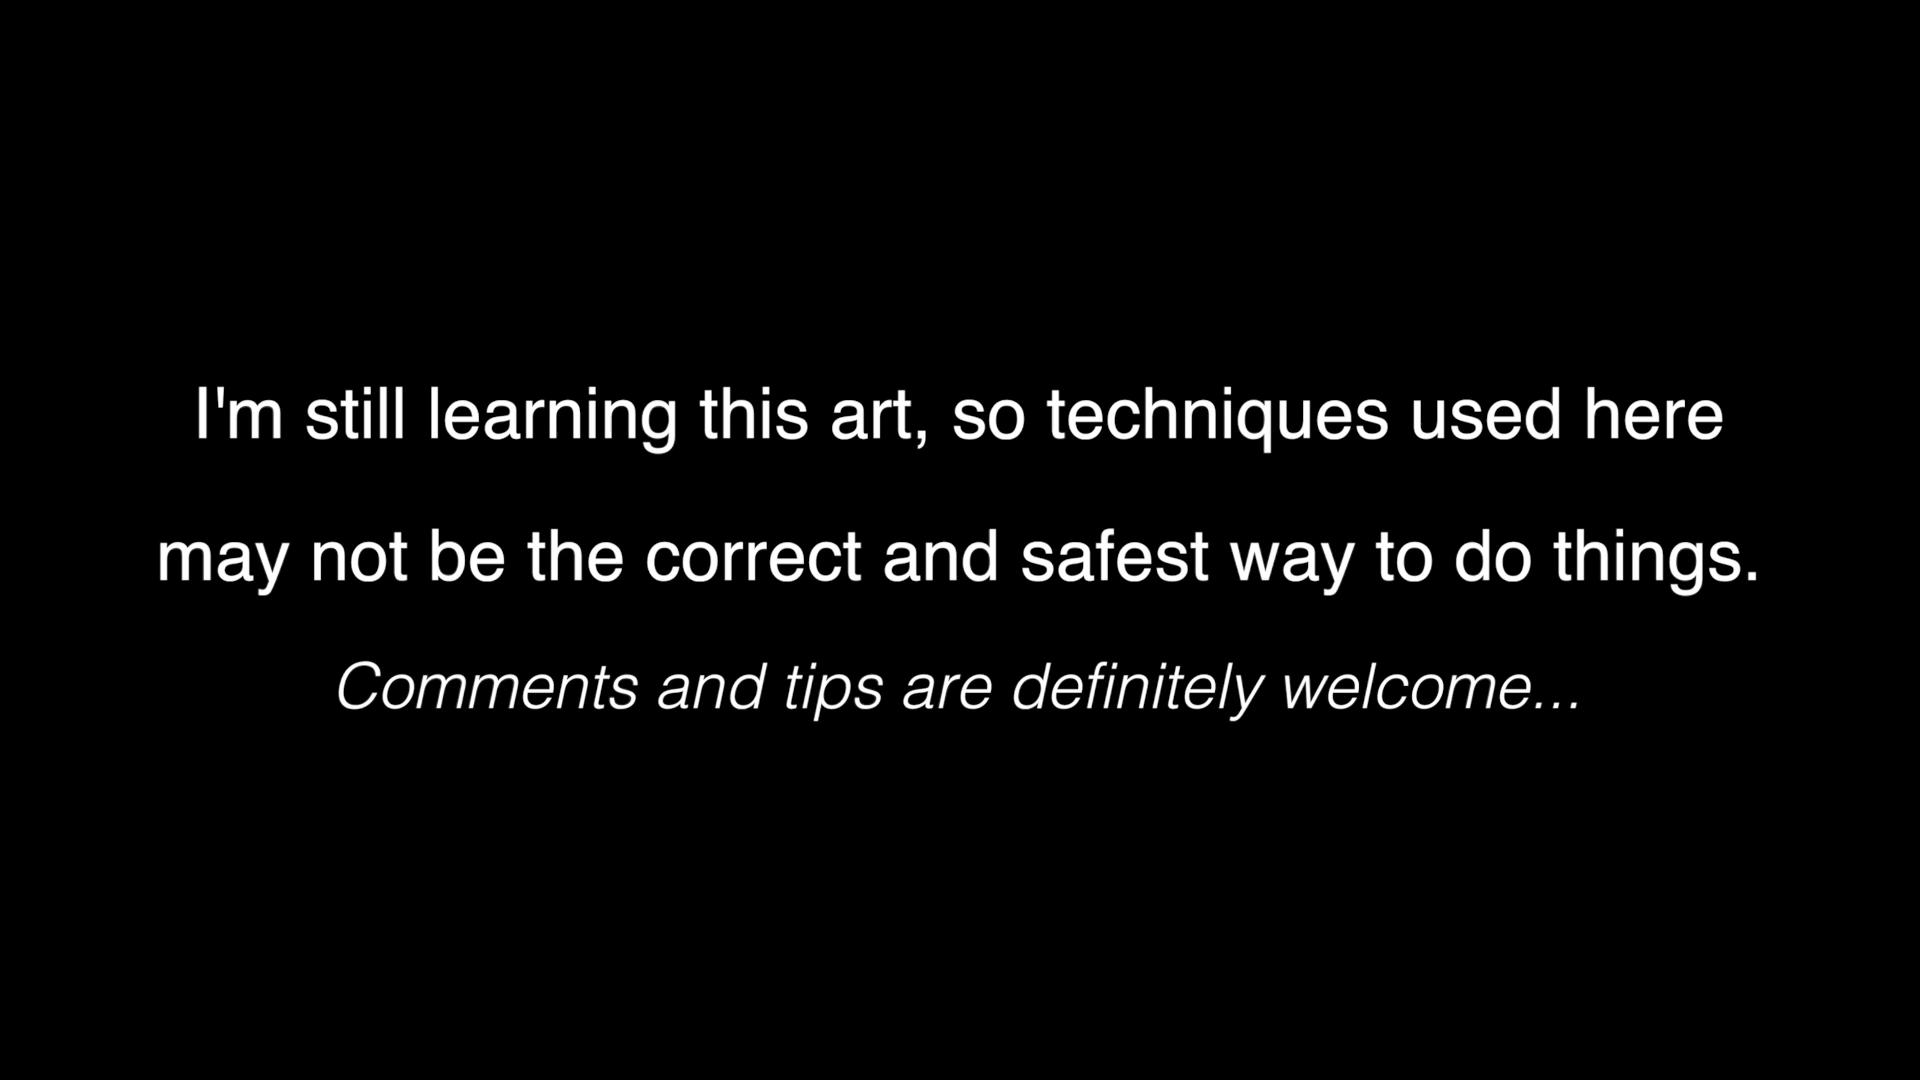 I'm still learning this art, so techniques used here
may not be the correct and safest way to do things.
Comments and tips are definitely welcome...